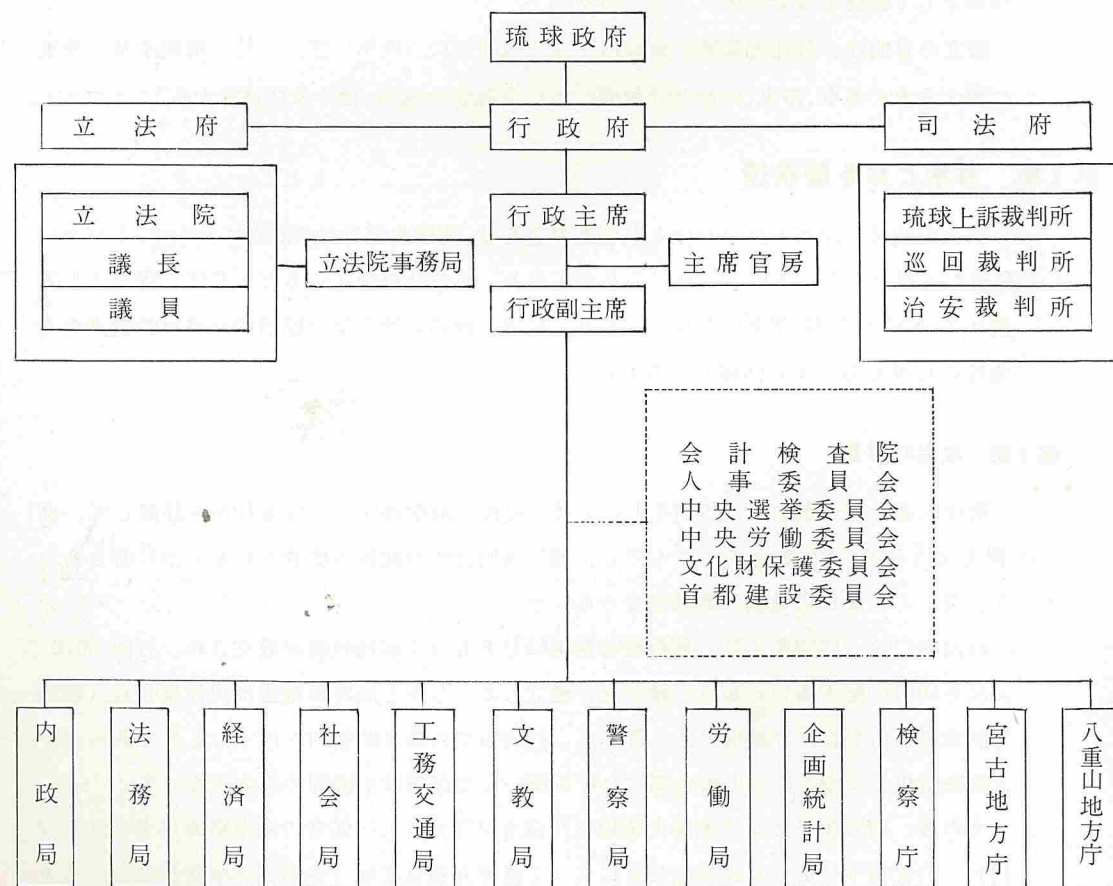 琉球政府
立法府
行政府
司法府
立法院
議長
議員
立法院事務局
行政主席
行政副主席
主席官房
琉球上訴裁判所
巡回裁判所
治安裁判所
会計検査院
人事委員会
中央選挙委員会
中央労働委員会
文化財保護委員会
首都建設委員会
内政局
法務局
経済局
社会局
工務交通局
文教局
警察局
労働局
企画統計局
検察庁
宮古地方庁
八重山地方庁